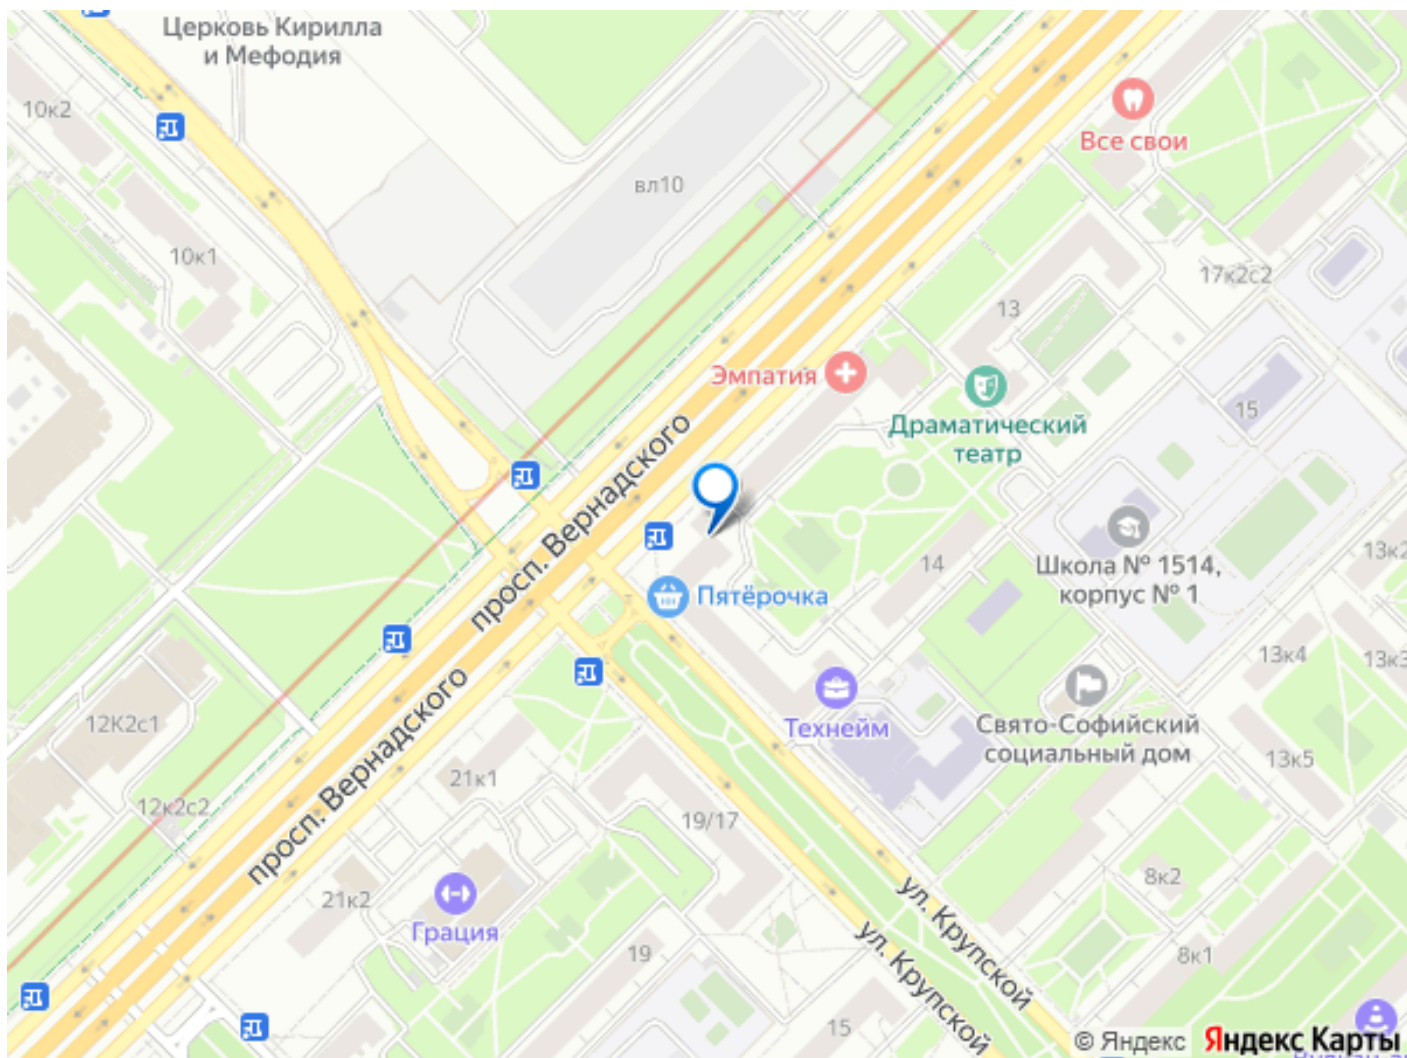 Церковь Кирилла
и Мефодия
10к2
Все свои
вл10
10к1
17к2с2
13
Эмпатия
Драматический
театр
15
просп. Вернадского
Школа № 1514,
корпус № 1
13к2
14
Пятёрочка
13к4
13к3
просп. Вернадского
Технейм
Свято-Софийский
социальный дом
12К2с1
13к5
21к1
12к2с2
19/17
8к2
21к2
Грация
ул. Крупской
ул. Крупской
19
8к1
15
© Яндекс Яндекс Карты